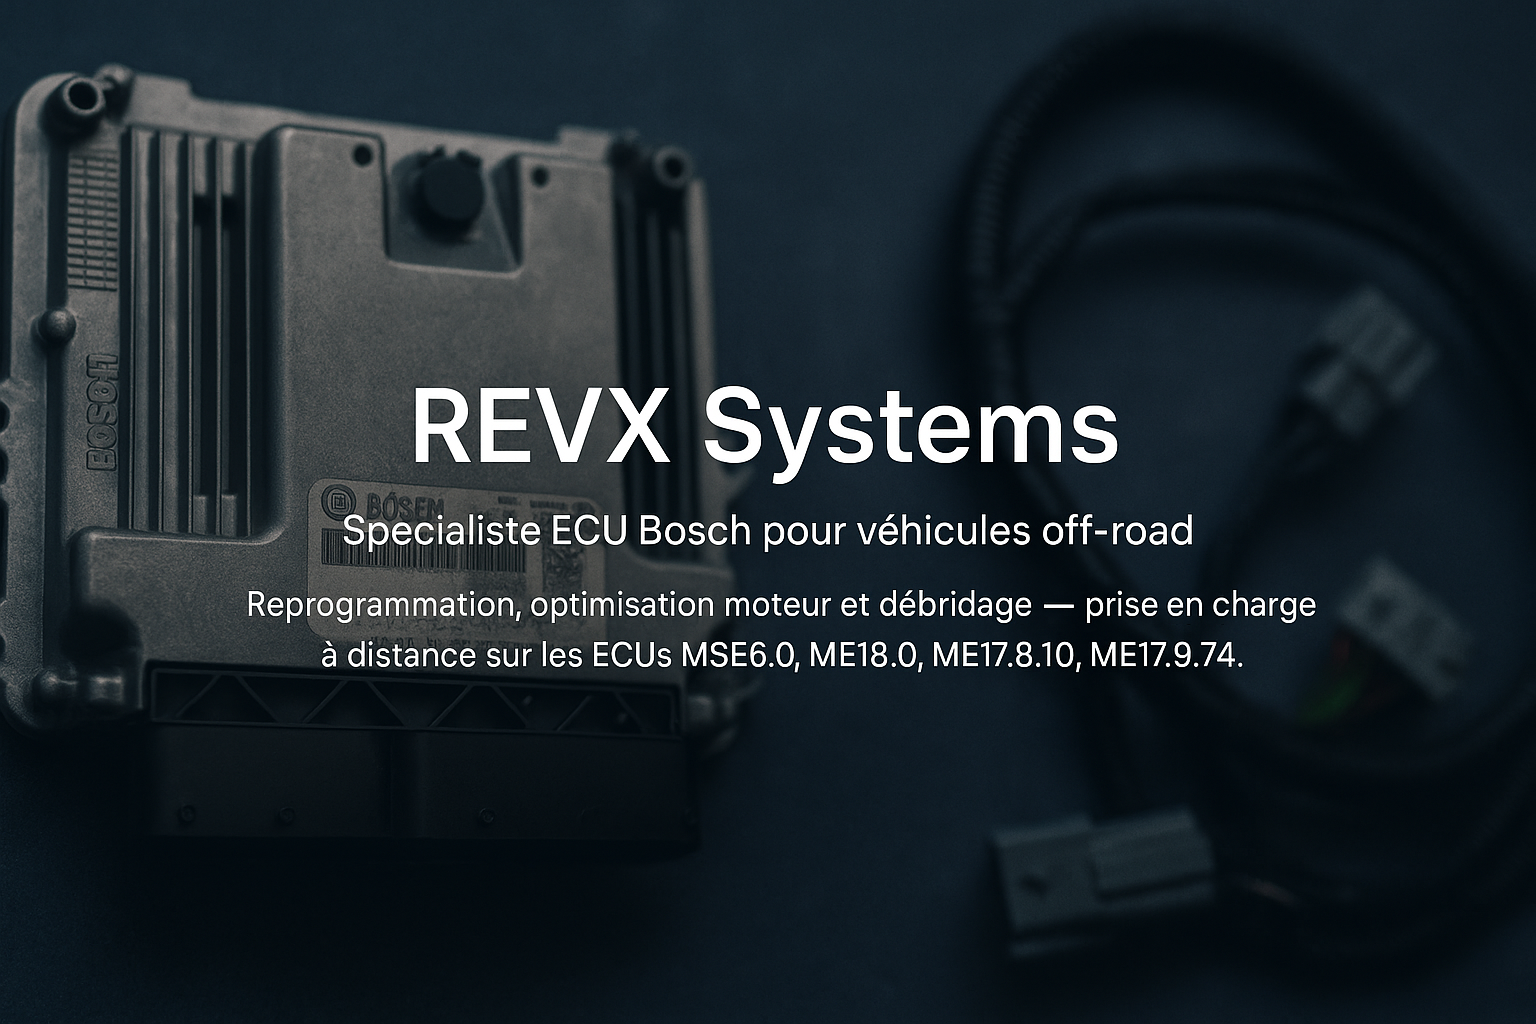 BOSCH
REVX Systems
Specialiste ECU Bosch pour véhicules off-road
Reprogrammation, optimisation moteur et débridage — prise en charge
à distance sur les ECUs MSE6.0, ME18.0, ME17.8.10, ME17.9.74.